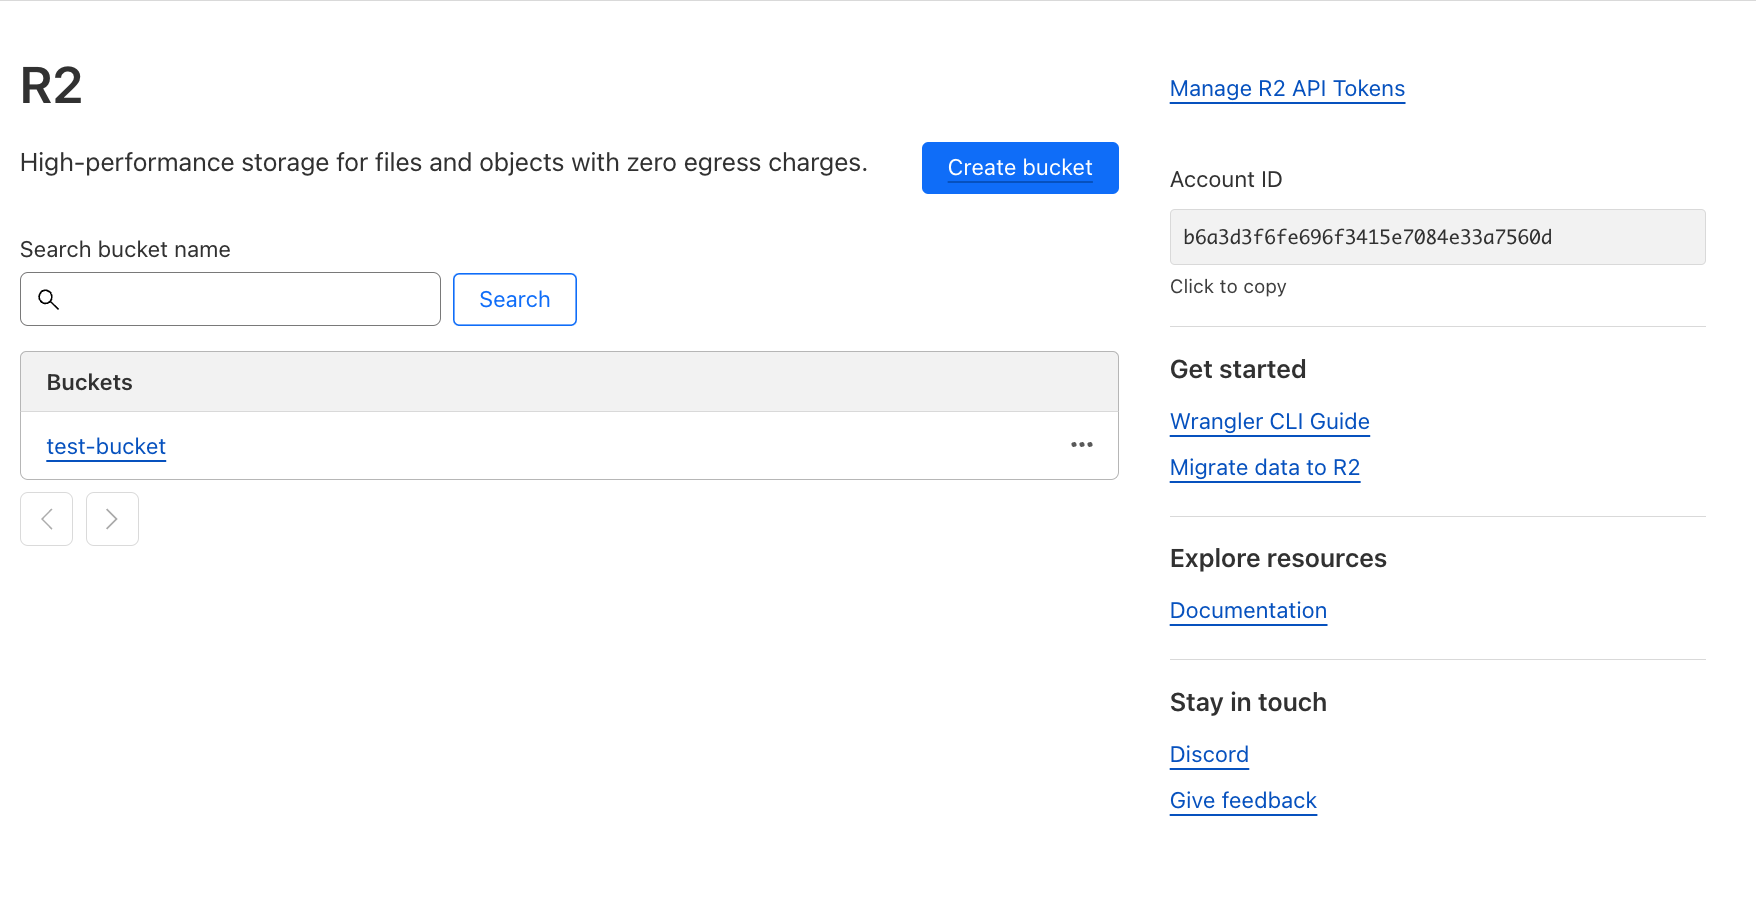 R2
High-performance storage for files and objects with zero egress charges.
Create bucket
Search bucket name
Search
Buckets
test-bucket
Manage R2 API Tokens
Account ID
b6a3d3f6fe696f3415e7084e33a7560d
Click to copy
Get started
Wrangler CLI Guide
Migrate data to R2
Explore resources
Documentation
Stay in touch
Discord
Give feedback